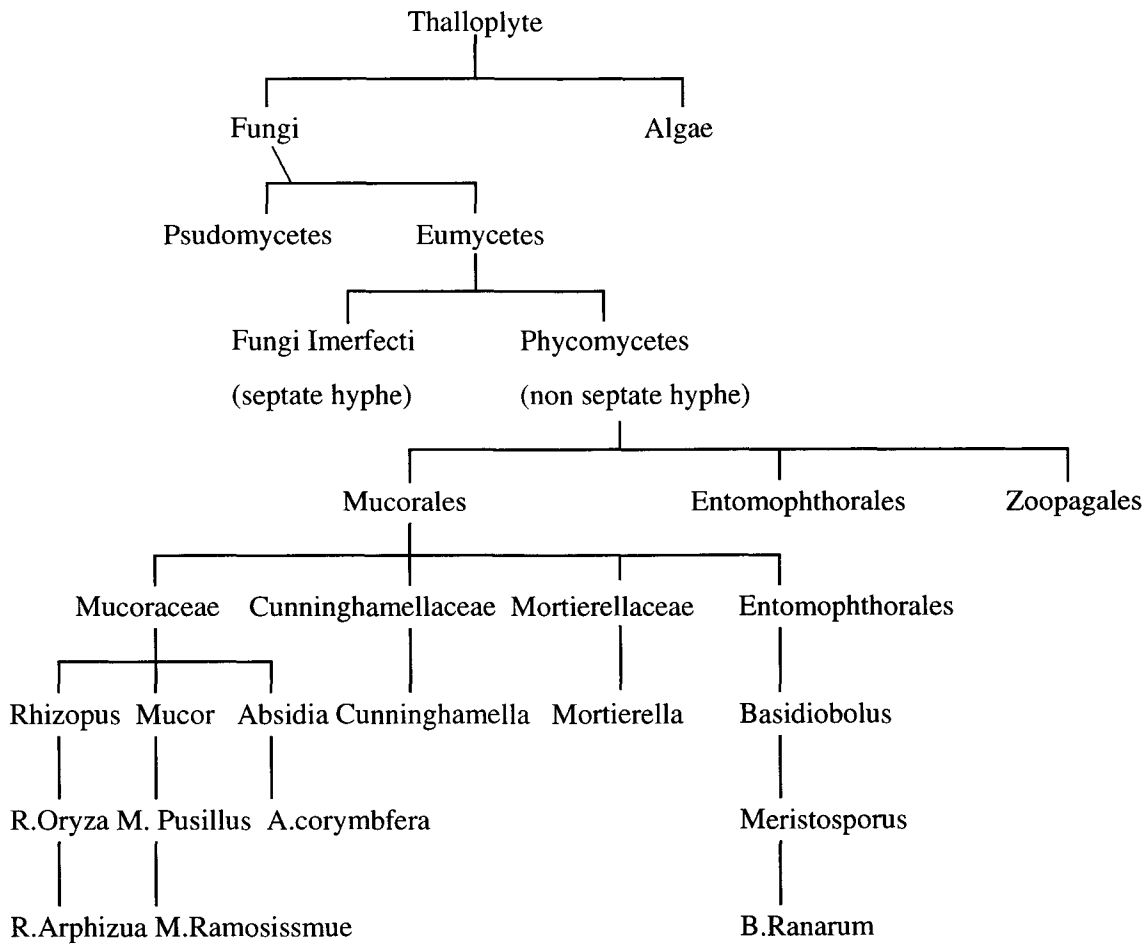 Thalloplyte
Fungi Algae
Psudomycetes Eumycetes
Fungi Imerfecti Phycomycetes
(septate hyphe) (non septate hyphe)
Mucorales Entomophthorales Zoopagales
Mucoraceae Cunninghamellaceae Mortierellaceae Entomophthorales
Rhizopus Mucor Absidia Cunninghamella Mortierella Basidiobolus
R.Oryza M. Pusillus A.corymbfera Meristosporus
R.Arphizua M.Ramosissmue B.Ranarum